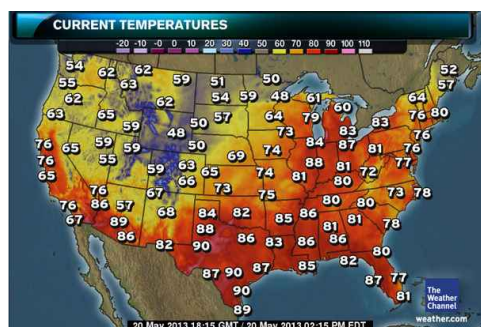 CURRENT TEMPERATURES
-20 -10 -0 0 10 20 30 40 50 60 70 80 90 100 110
54 62 62 59 51 50 52
55 63 54 59 48 61 57
62 62 64 79 60 64
63 65 59 50 57 83 76 80
76 48 73 83 76
76 65 59 59 50 74 84 87 81 76
65 55 59 63 65 69 88 81 77
66 74 81 80 72
76 67 73 75 73 78
76 86 57 68 84 82 85 86 80 80
67 89 88 81 81 78
86 82 90 86 83 86 86 80
87 90 87 85 82
90 87 77
89 81
The
Weather
Channel
weather.com
20 May 2013 18:15 GMT / 20 May 2013 02:15 PM EDT